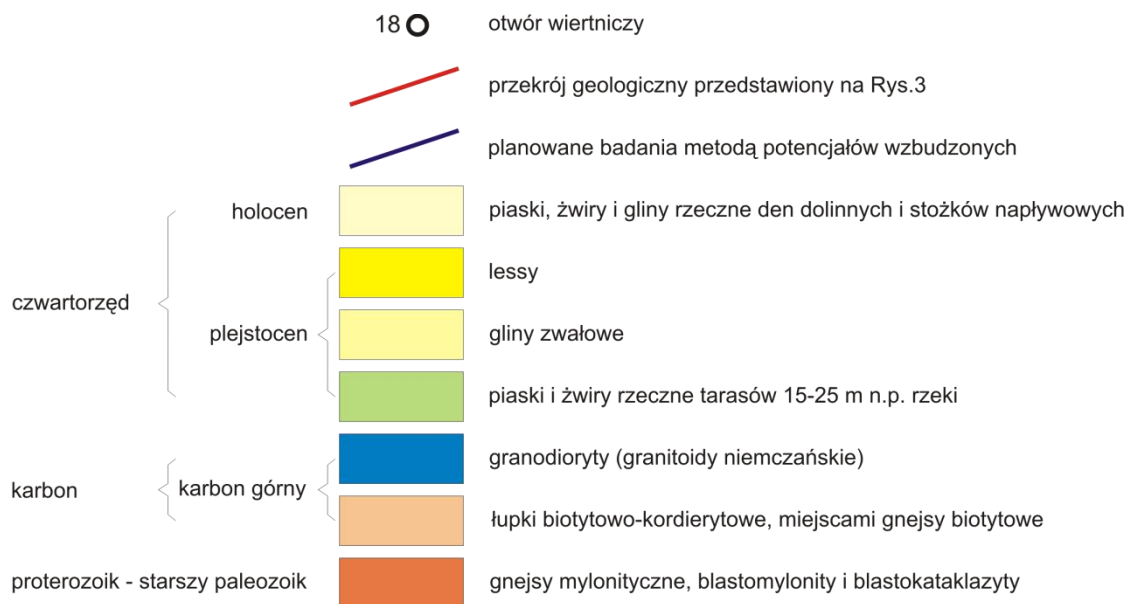 18 otwór wiertniczy
przekrój geologiczny przedstawiony na Rys.3
planowane badania metodą potencjałów wzbudzonych
holocen piaski, żwiry i gliny rzeczne den dolinnych i stożków napływowych
lessy
czwartorzęd
plejstocen gliny zwałowe
piaski i żwiry rzeczne tarasów 15-25 m n.p. rzeki
granodioryty (granitoidy niemczańskie)
karbon karbon górny
łupki biotytowo-kordierytowe, miejscami gnejsy biotytowe
proterozoik - starszy paleozoik gnejsy mylonityczne, blastomylonity i blastokataklazyty